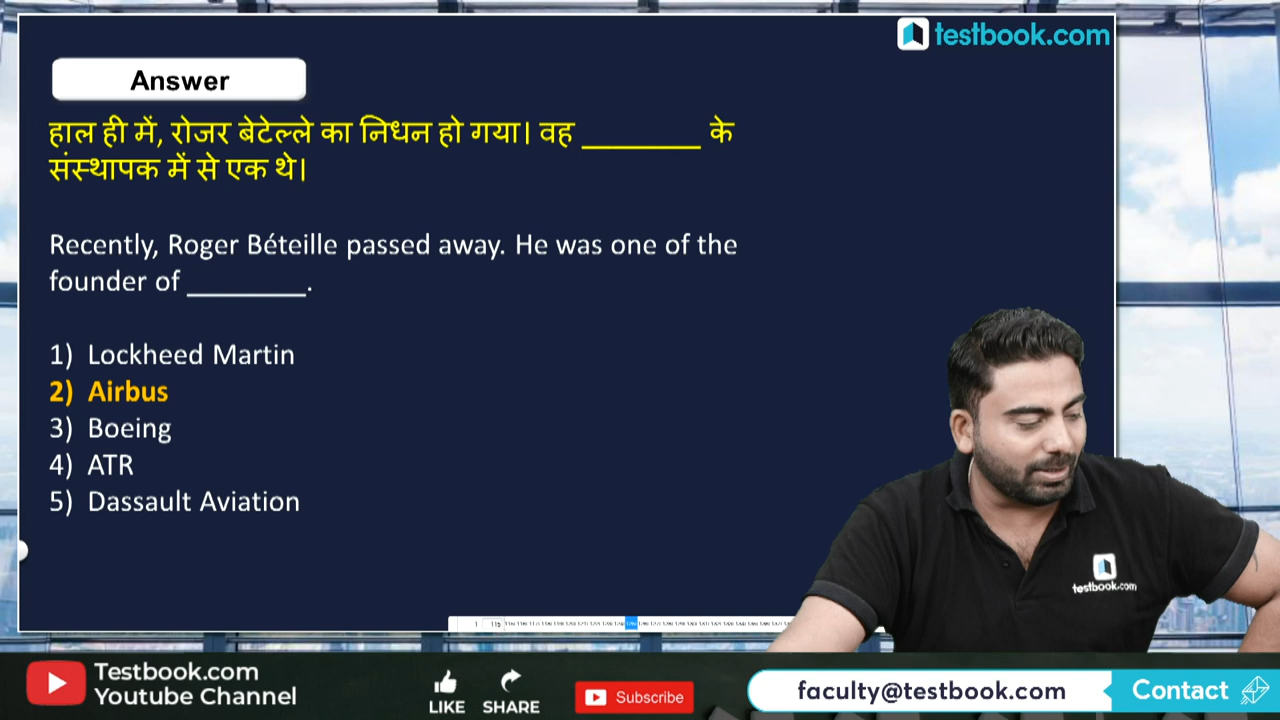 testbook.com
Answer
हाल ही में, रोजर बेटेल्ले का निधन हो गया। वह ________ के
संस्थापक में से एक थे।
Recently, Roger Béteille passed away. He was one of the
founder of ________.
1) Lockheed Martin
2) Airbus
3) Boeing
4) ATR
5) Dassault Aviation
testbook.com
Testbook.com
Youtube Channel
LIKE
SHARE
Subscribe
faculty@testbook.com
Contact